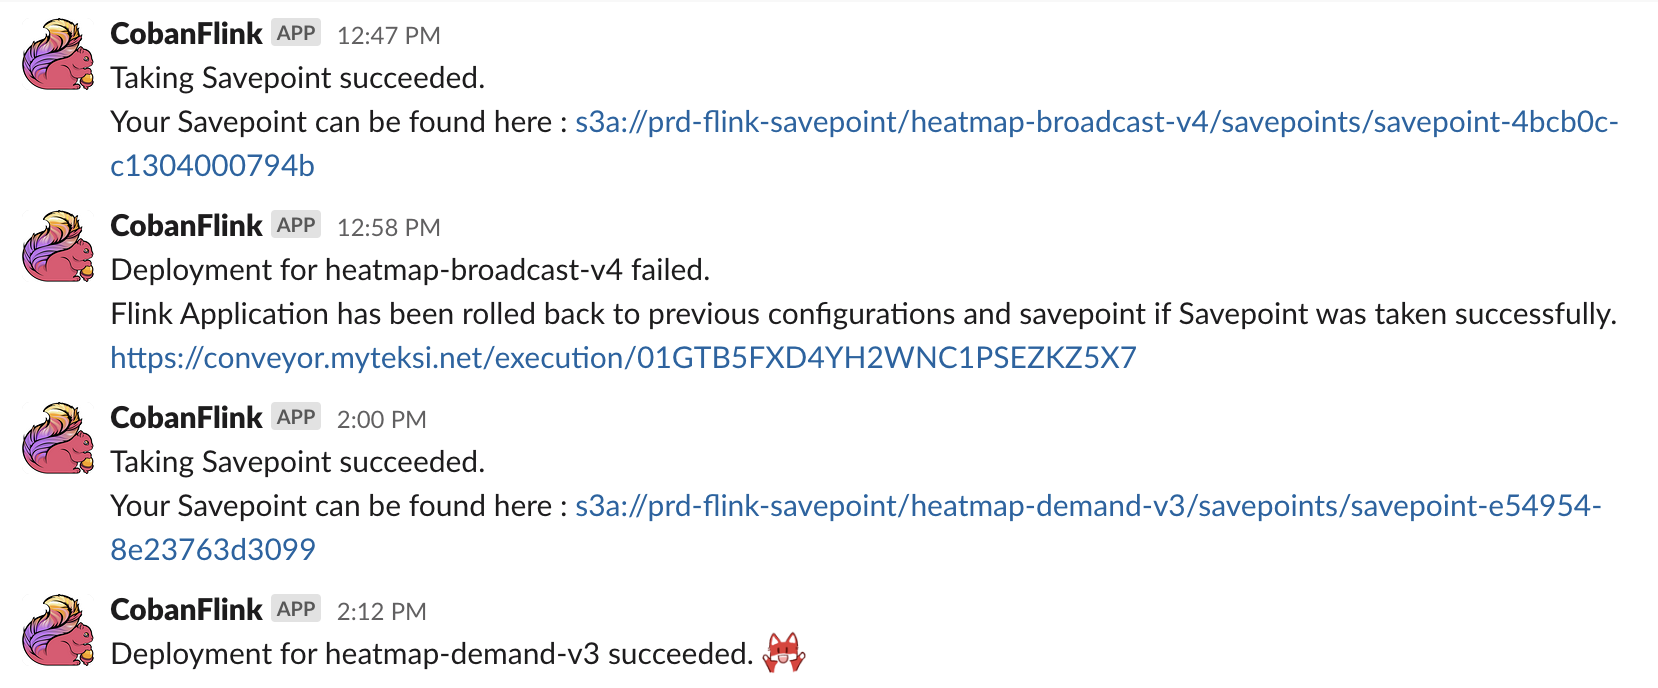 CobanFlink APP 12:47 PM
Taking Savepoint succeeded.
Your Savepoint can be found here : s3a://prd-flink-savepoint/heatmap-broadcast-v4/savepoints/savepoint-4bcb0c-
c1304000794b
CobanFlink APP 12:58 PM
Deployment for heatmap-broadcast-v4 failed.
Flink Application has been rolled back to previous configurations and savepoint if Savepoint was taken successfully.
https://conveyor.myteksi.net/execution/01GTB5FXD4YH2WNC1PSEZKZ5X7
CobanFlink APP 2:00 PM
Taking Savepoint succeeded.
Your Savepoint can be found here : s3a://prd-flink-savepoint/heatmap-demand-v3/savepoints/savepoint-e54954-
8e23763d3099
CobanFlink APP 2:12 PM
Deployment for heatmap-demand-v3 succeeded.